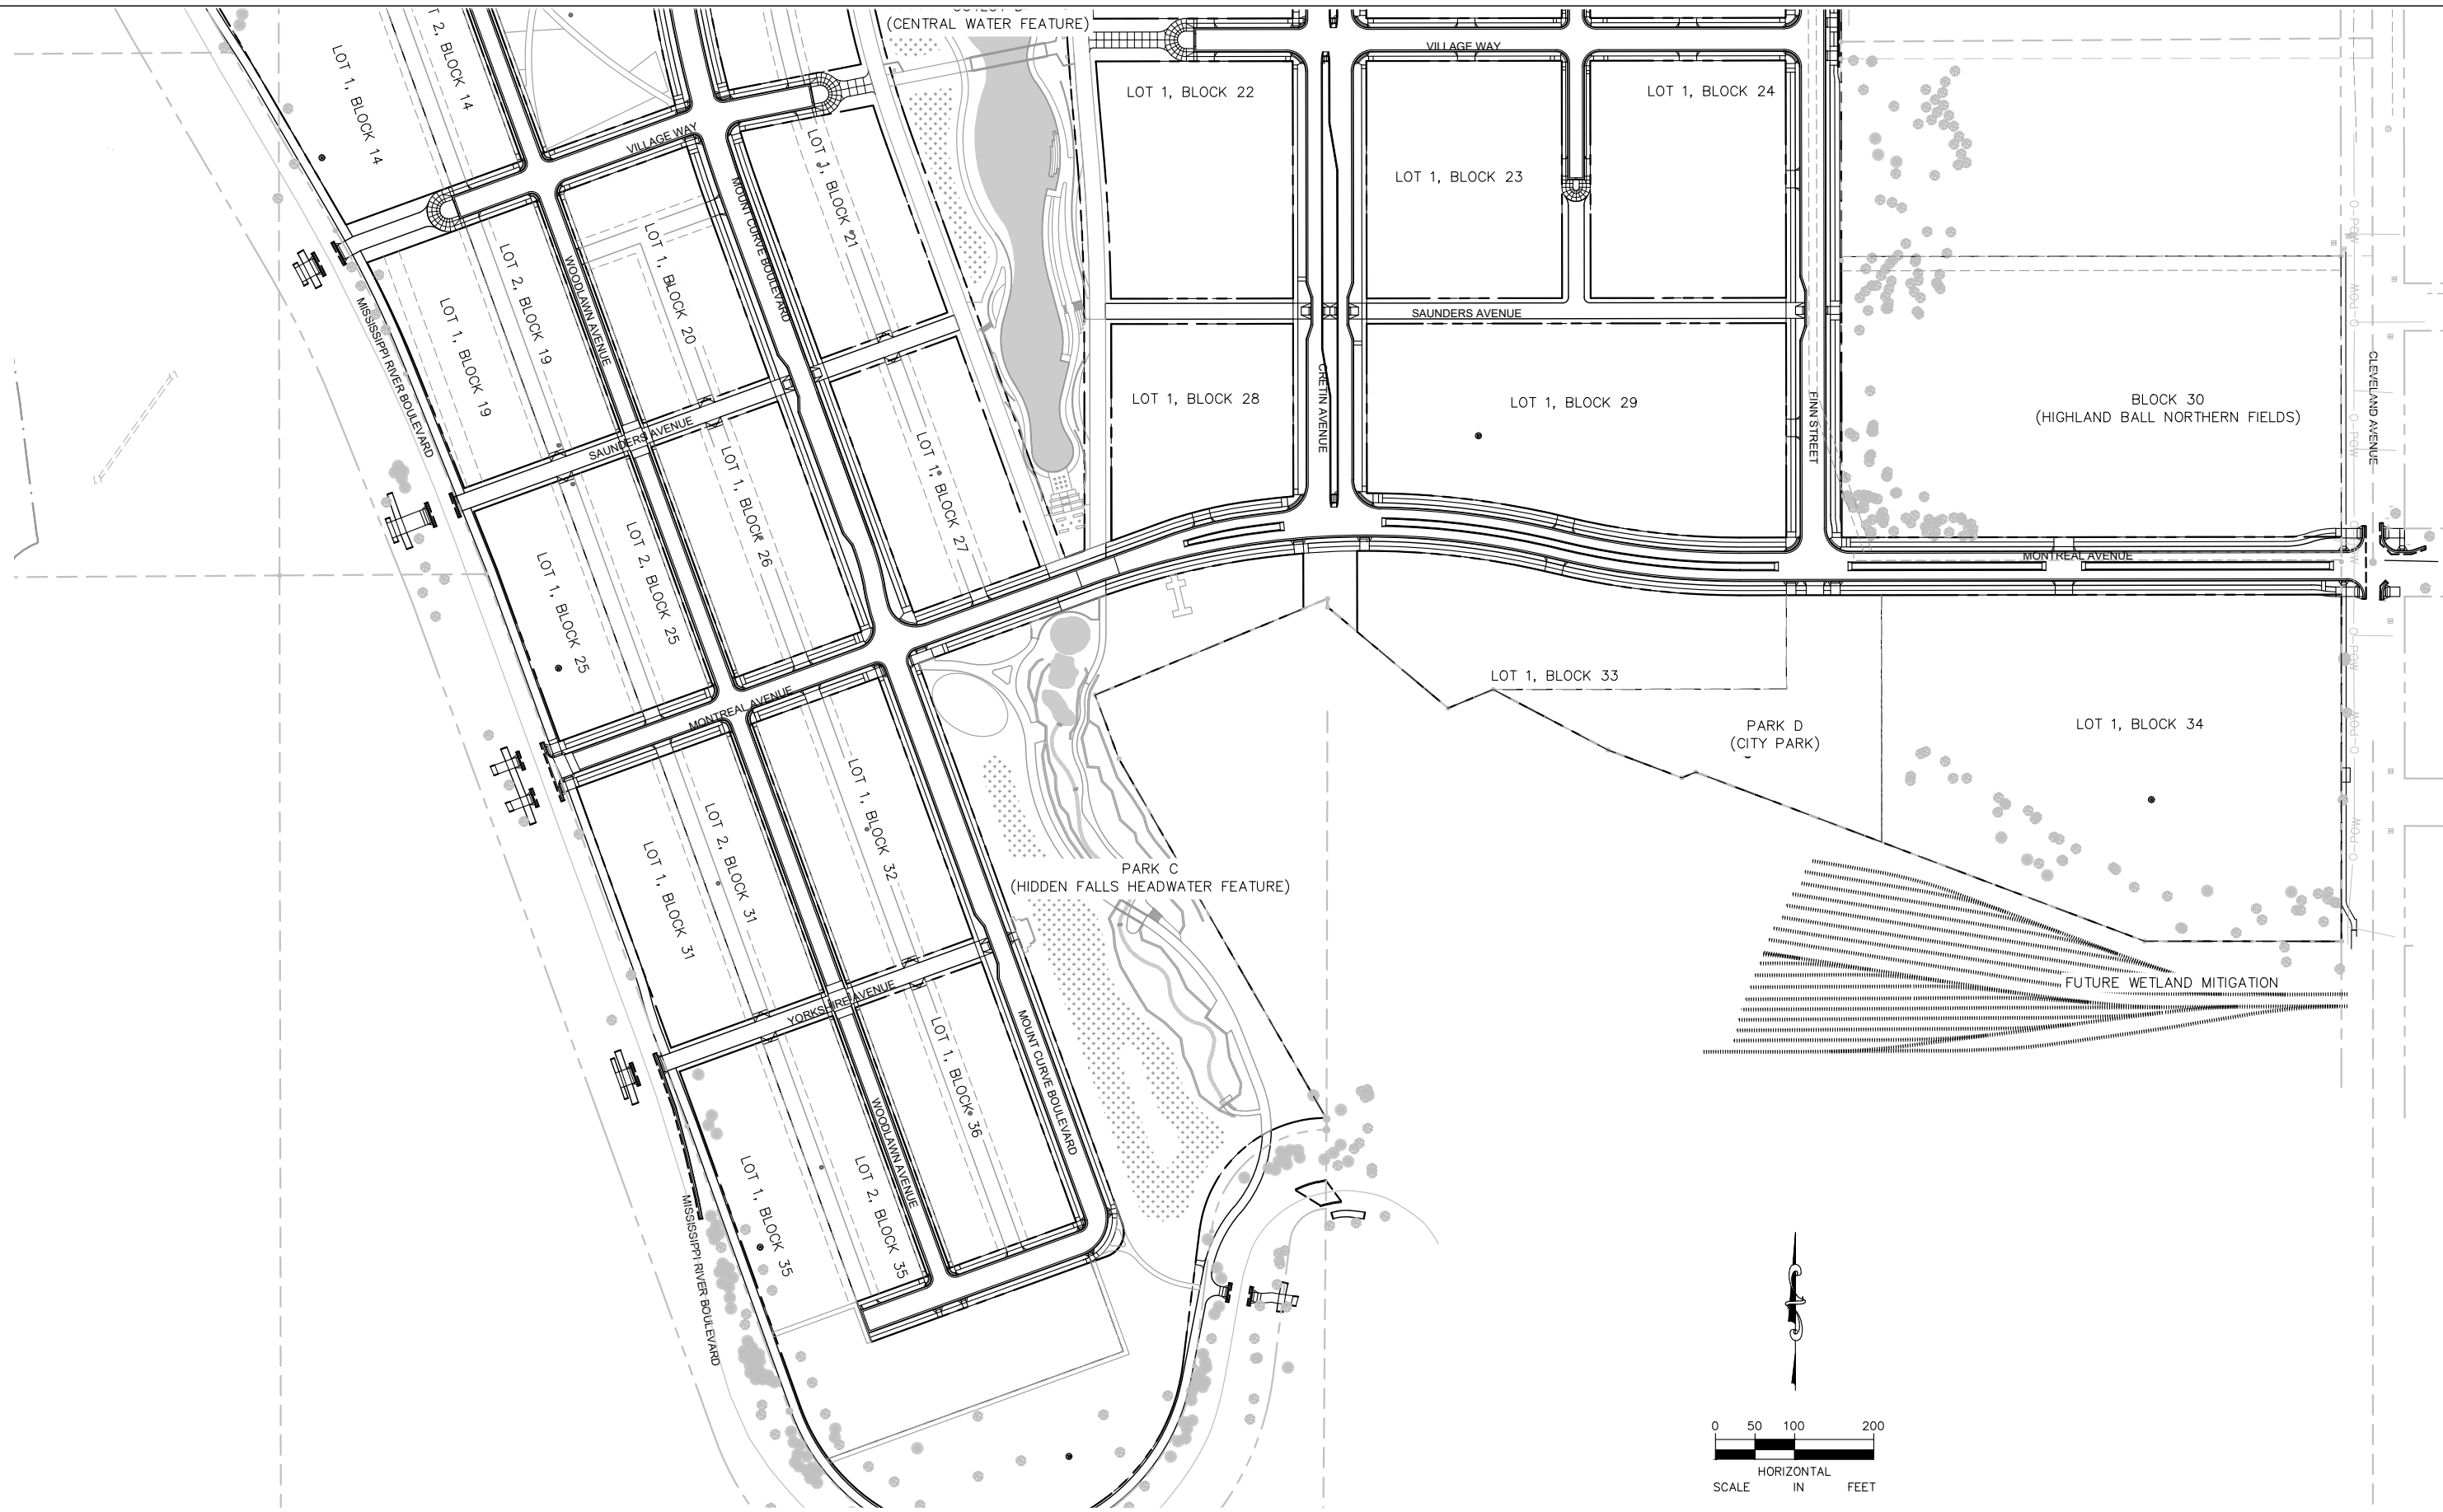 (CENTRAL WATER FEATURE)
LOT 1, BLOCK 14
2, BLOCK 14
VILLAGE WAY
VILLAGE WAY
LOT 1, BLOCK 22
LOT 1, BLOCK 24
LOT 1, BLOCK 23
LOT 1, BLOCK 21
MOUNT CURVE BOULEVARD
LOT 1, BLOCK 20
WOODLAWN AVENUE
LOT 2, BLOCK 19
LOT 1, BLOCK 19
MISSISSIPPI RIVER BOULEVARD
SAUNDERS AVENUE
SAUNDERS AVENUE
LOT 1, BLOCK 28
CRETIN AVENUE
LOT 1, BLOCK 29
FINN STREET
BLOCK 30
(HIGHLAND BALL NORTHERN FIELDS)
CLEVELAND AVENUE
O-POW
O-POW
O-POW
LOT 1, BLOCK 27
LOT 1, BLOCK 26
LOT 2, BLOCK 25
LOT 1, BLOCK 25
MONTREAL AVENUE
MONTREAL AVENUE
LOT 1, BLOCK 33
PARK D
(CITY PARK)
LOT 1, BLOCK 34
O-POW
O-POW
O-POW
LOT 1, BLOCK 32
LOT 2, BLOCK 31
LOT 1, BLOCK 31
PARK C
(HIDDEN FALLS HEADWATER FEATURE)
FUTURE WETLAND MITIGATION
YORKSHIRE AVENUE
LOT 1, BLOCK 36
MOUNT CURVE BOULEVARD
WOODLAWN AVENUE
LOT 2, BLOCK 35
LOT 1, BLOCK 35
MISSISSIPPI RIVER BOULEVARD
0 50 100 200
HORIZONTAL
SCALE IN FEET